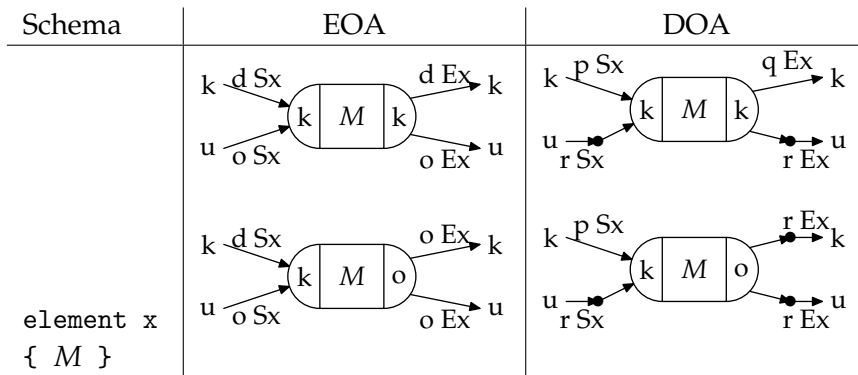 Schema EOA DOA
d Sx d Ex p Sx q Ex
k k M k k k k M k k
u u u u
o Sx o Ex r Sx r Ex
d Sx o Ex p Sx r Ex
k k M o k k k M o k
u u u u
o Sx o Ex r Sx r Ex
element x
{ M }